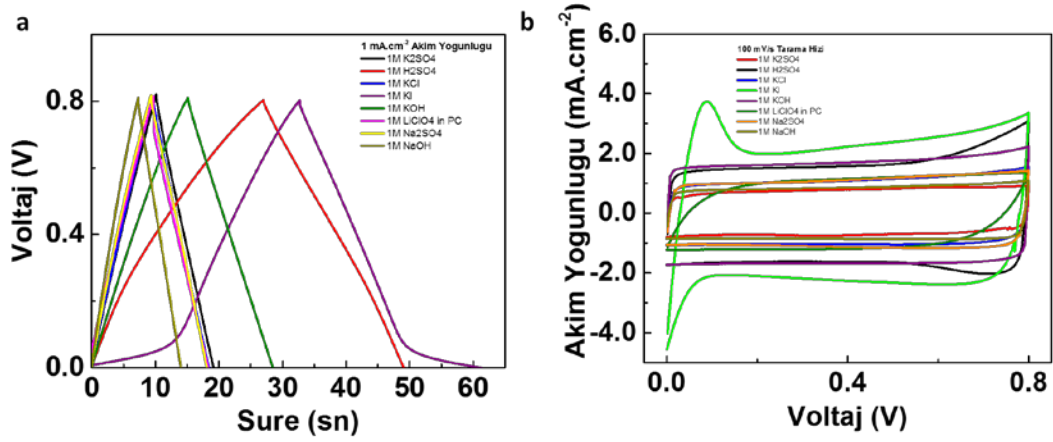 a
1 mA.cm⁻² Akim Yogunlugu
1M K2SO4
1M H2SO4
1M KCl
1M KI
1M KOH
1M LiClO4 in PC
1M Na2SO4
1M NaOH
0.8
0.4
0.0
0
10
20
30
40
50
60
Voltaj (V)
Sure (sn)
b
100 mV/s Tarama Hizi
1M K2SO4
1M H2SO4
1M KCl
1M KI
1M KOH
1M LiClO4 in PC
1M Na2SO4
1M NaOH
6.0
4.0
2.0
0.0
-2.0
-4.0
0.0
0.4
0.8
Akim Yogunlugu (mA.cm⁻²)
Voltaj (V)